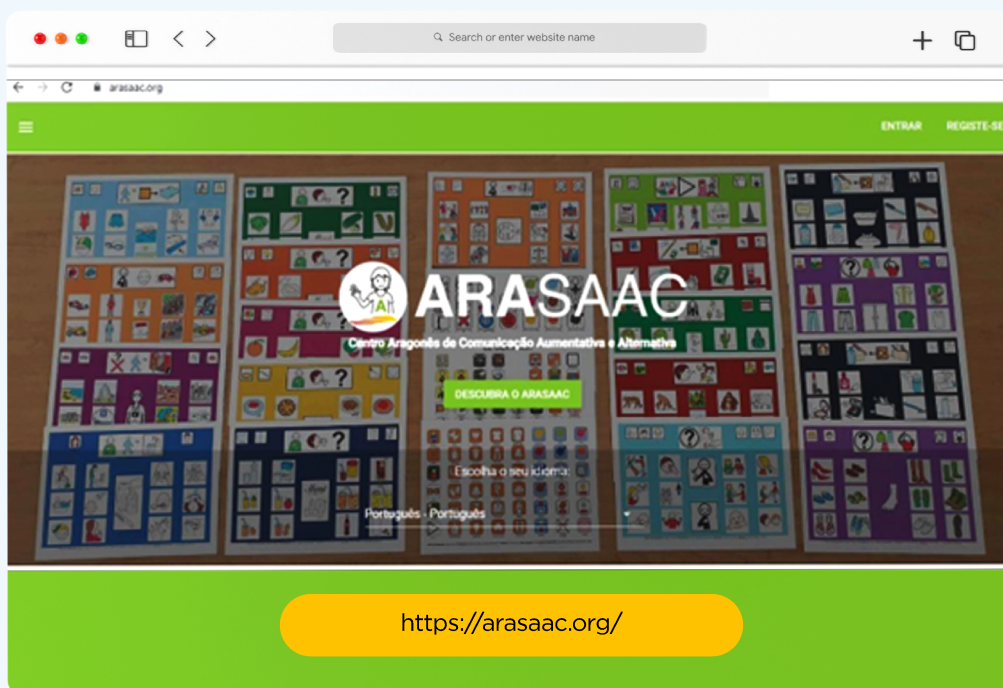 Search or enter website name
arasaac.org
ENTRAR REGISTE-SE
ARASAAC
Centro Aragonês de Comunicação Aumentativa e Alternativa
DESCUBRA O ARASAAC
Escolha o seu idioma:
Português - Português
https://arasaac.org/